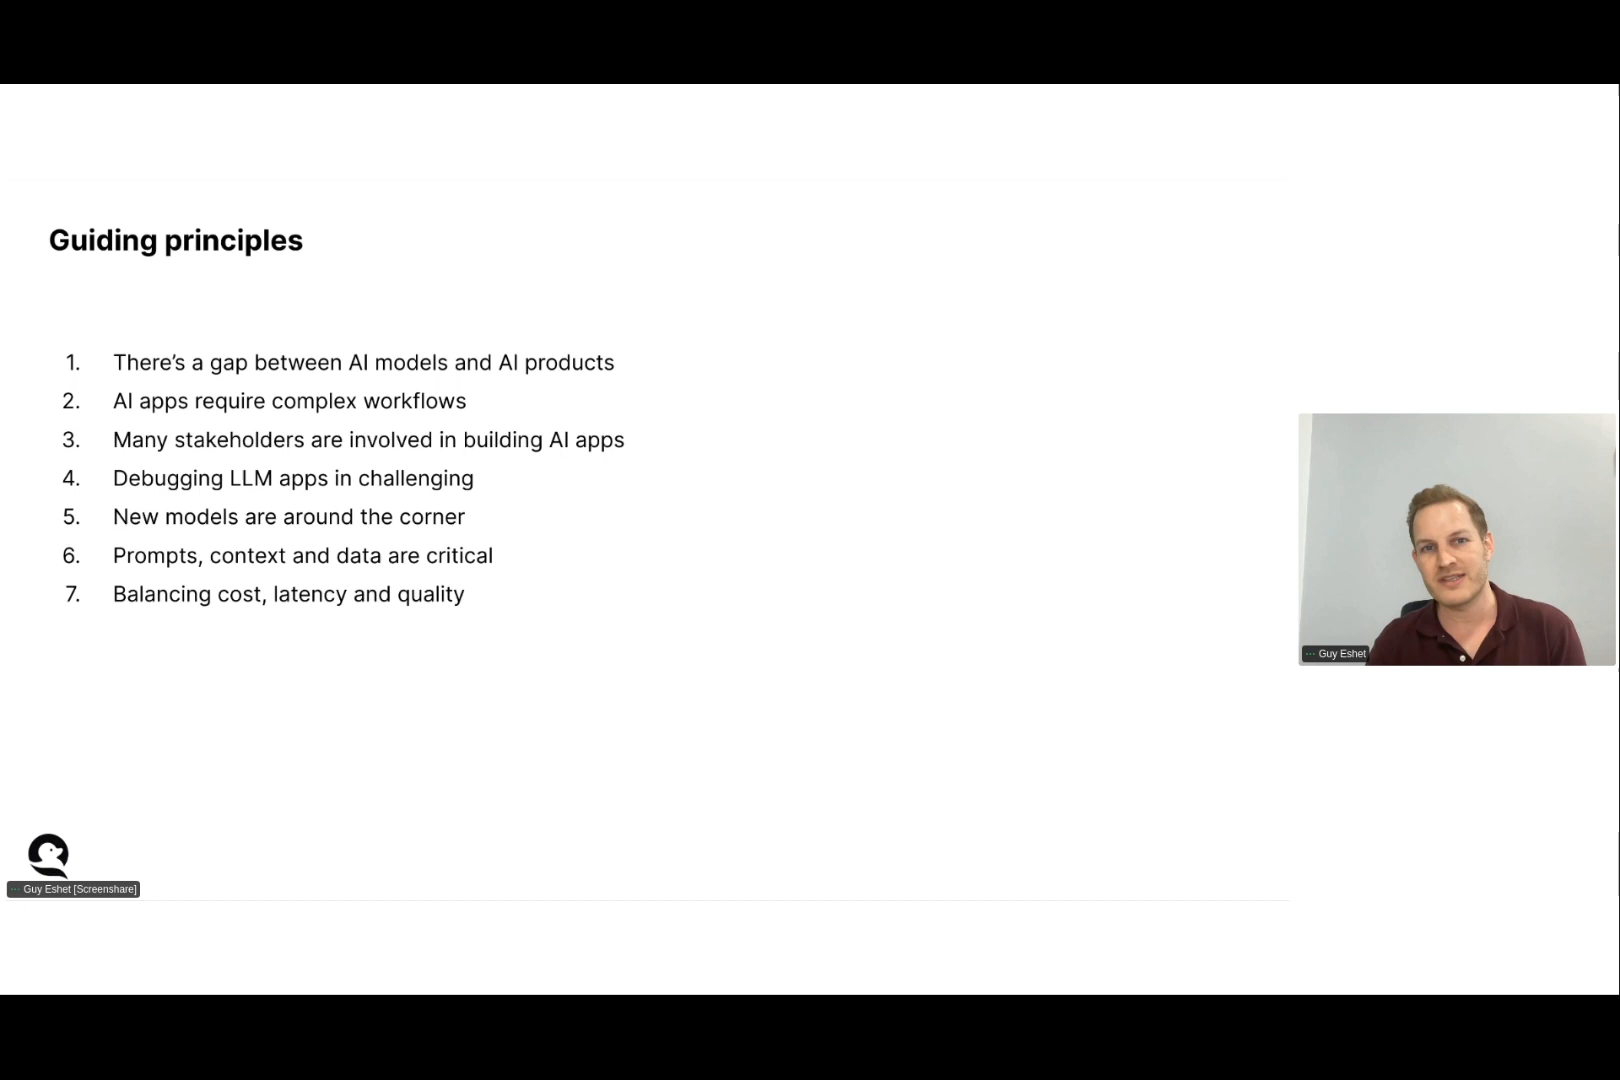 Guiding principles
1. There’s a gap between AI models and AI products
2. AI apps require complex workflows
3. Many stakeholders are involved in building AI apps
4. Debugging LLM apps in challenging
5. New models are around the corner
6. Prompts, context and data are critical
7. Balancing cost, latency and quality
Guy Eshet
Guy Eshet [Screenshare]